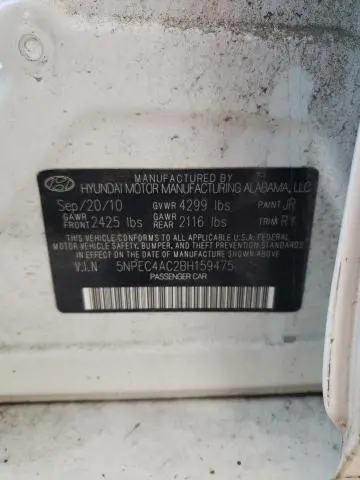 MANUFACTURED BY
HYUNDAI MOTOR MANUFACTURING ALABAMA, LLC
Sep/20/10 GVWR 4299 lbs PAINT JR
GAWR FRONT 2425 lbs GAWR REAR 2116 lbs TRIM RY
THIS VEHICLE CONFORMS TO ALL APPLICABLE U.S.A. FEDERAL
MOTOR VEHICLE SAFETY, BUMPER, AND THEFT PREVENTION STANDARDS
IN EFFECT ON THE DATE OF MANUFACTURE SHOWN ABOVE.
V.I.N 5NPEC4AC2BH159475
PASSENGER CAR